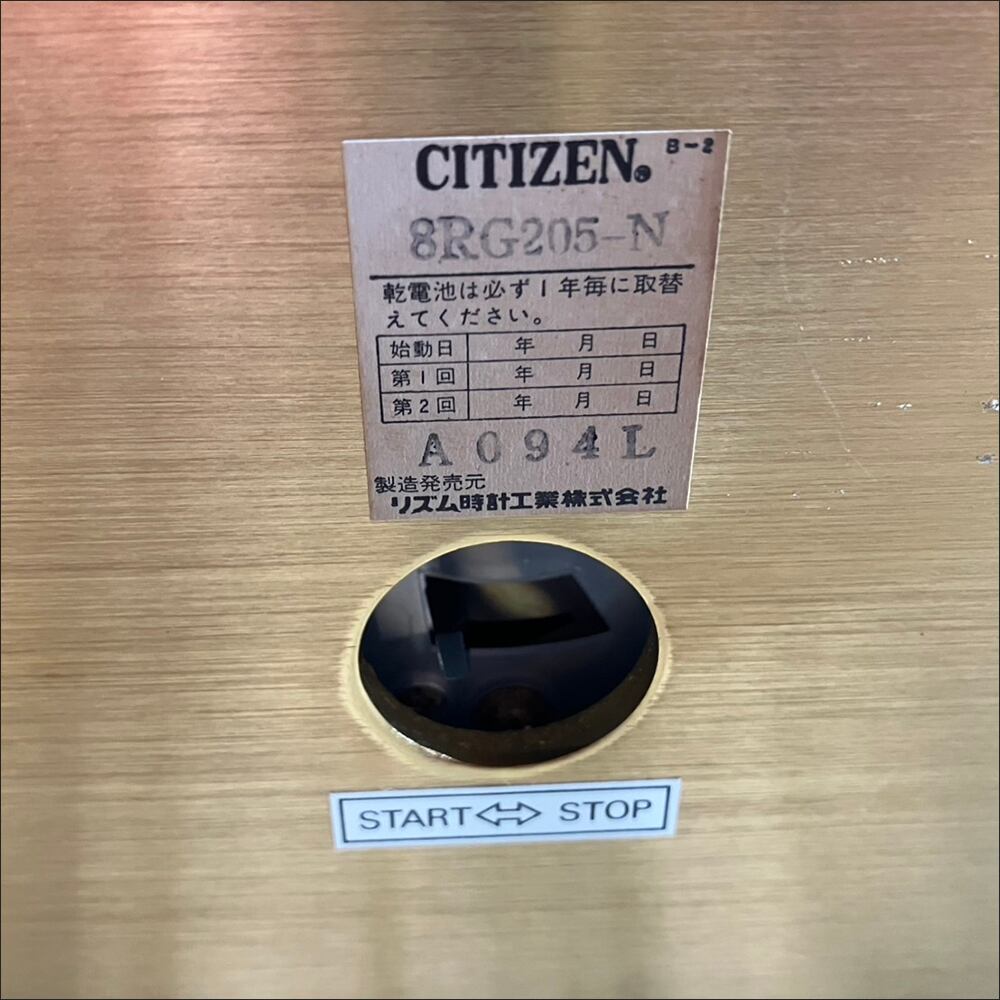 CITIZEN® B-2
8RG205-N
乾電池は必ず1年毎に取替
えてください。
始動日 年 月 日
第1回 年 月 日
第2回 年 月 日
A094L
製造発売元
リズム時計工業株式会社
START⇔STOP